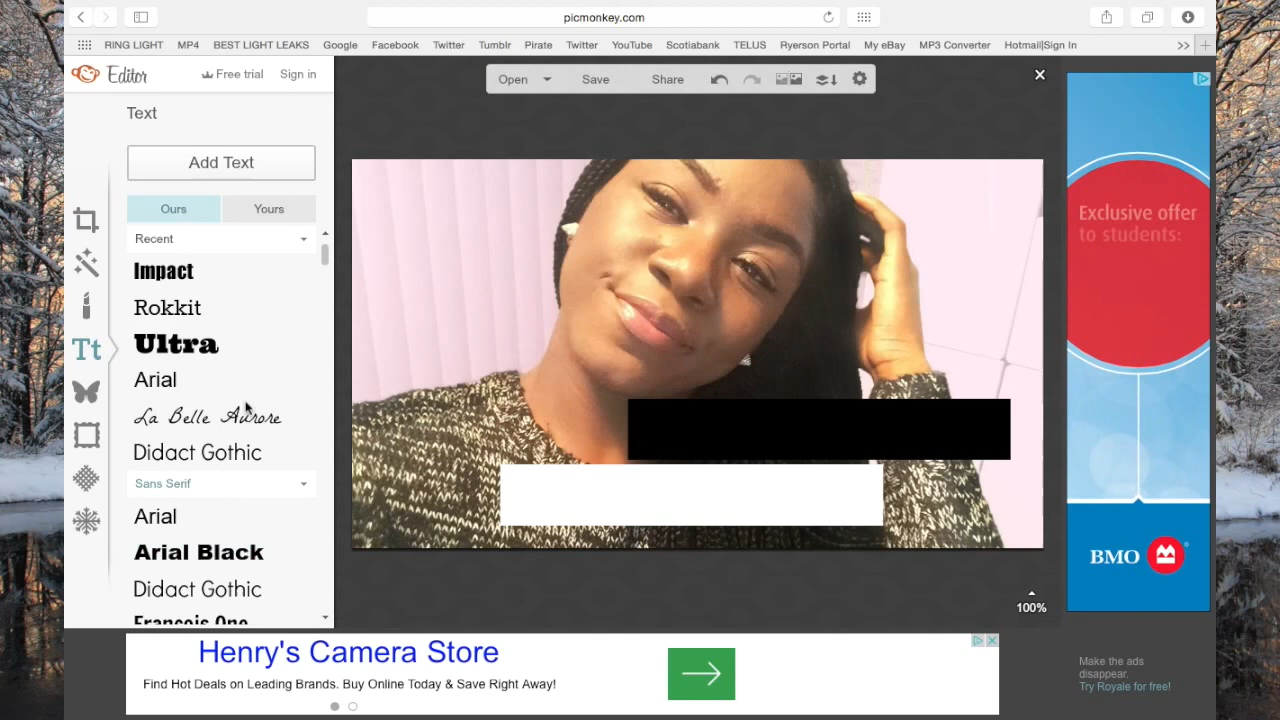 picmonkey.com
RING LIGHT MP4 BEST LIGHT LEAKS Google Facebook Twitter Tumblr Pirate Twitter YouTube Scotiabank TELUS Ryerson Portal My eBay MP3 Converter Hotmail|Sign In
Editor Free trial Sign in
Open Save Share
Text
Add Text
Ours Yours
Recent
Impact
Rokkit
Ultra
Arial
La Belle Aurore
Didact Gothic
Sans Serif
Arial
Arial Black
Didact Gothic
Francois One
100%
Exclusive offer
to students:
BMO
Henry's Camera Store
Find Hot Deals on Leading Brands. Buy Online Today & Save Right Away!
Make the ads
disappear.
Try Royale for free!